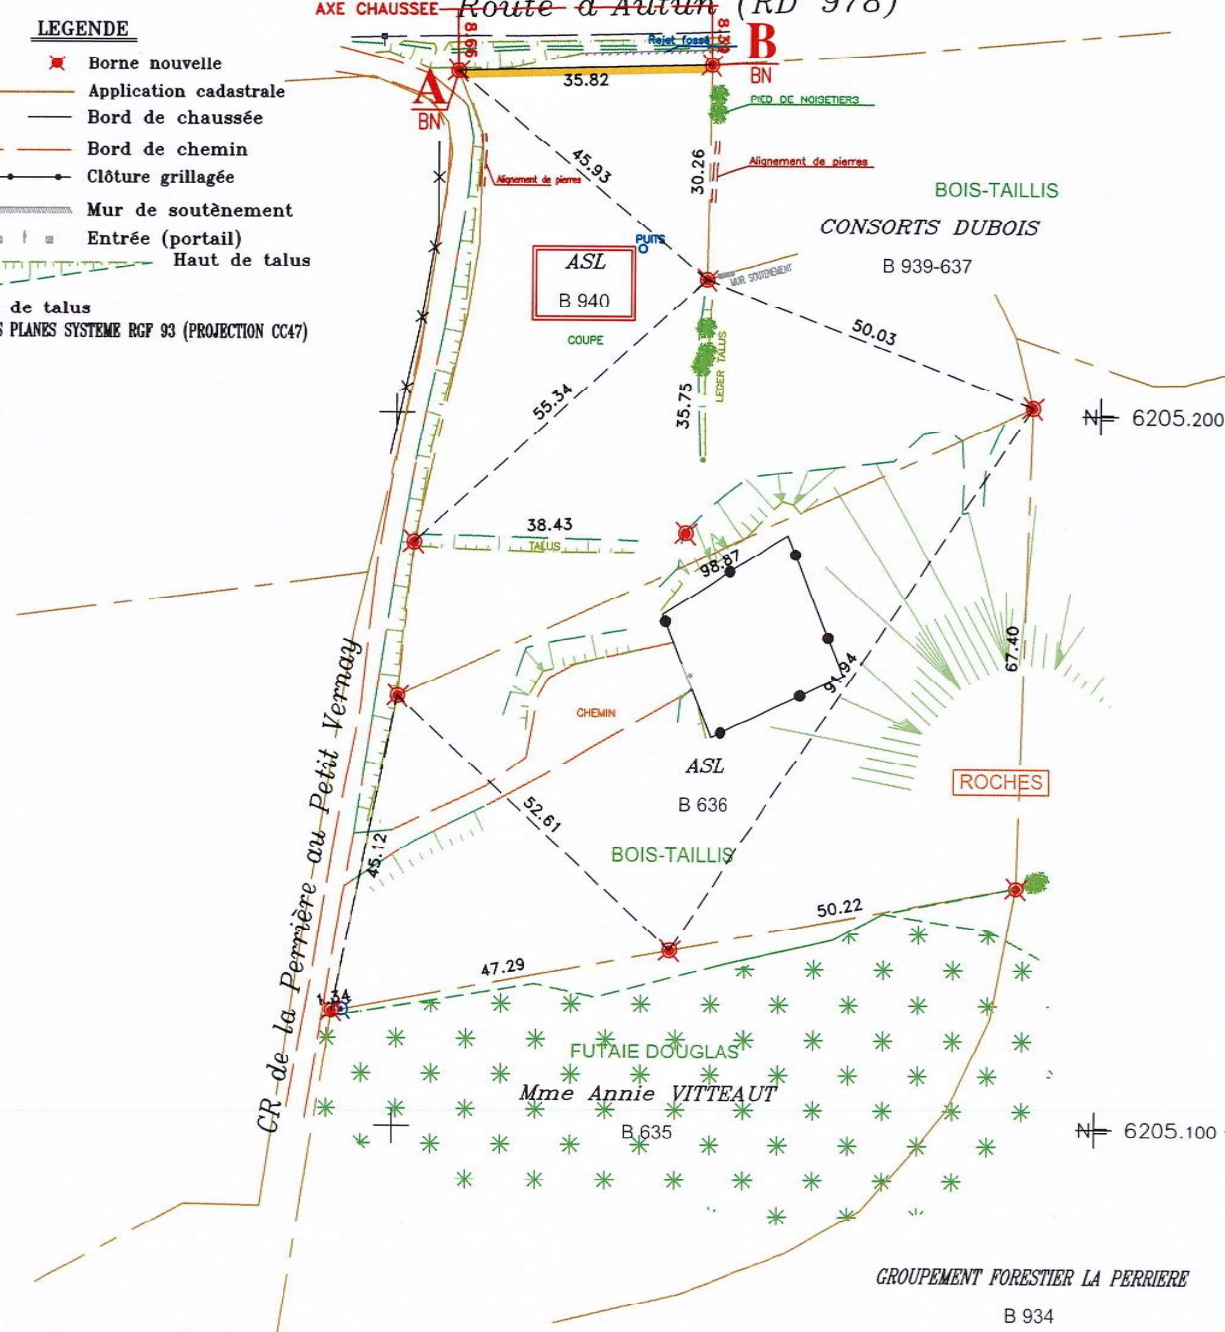 AXE CHAUSSEE
Route d'Autun (RD 978)
LEGENDE
Borne nouvelle
Application cadastrale
Bord de chaussée
Bord de chemin
Clôture grillagée
Mur de soutènement
Entrée (portail)
Haut de talus
de talus
PLANES SYSTEME RGF 93 (PROJECTION CC47)
8.66
Rejet fossé
B
BN
A
BN
35.82
PIED DE NOISETIERS
45.93
30.26
Alignement de pierres
Alignement de pierres
BOIS-TAILLIS
CONSORTS DUBOIS
B 939-637
PUITS
ASL
B 940
MUR SOUTENEMENT
COUPE
50.03
LEGER TALUS
55.34
35.75
N
6205.200
38.43
TALUS
98.87
67.40
91.94
CHEMIN
ASL
B 636
ROCHES
52.61
45.12
BOIS-TAILLIS
50.22
47.29
1.34
CR de la Perrière au Petit Vernay
FUTAIE DOUGLAS
Mme Annie VITTEAUT
B 635
N
6205.100
GROUPEMENT FORESTIER LA PERRIERE
B 934